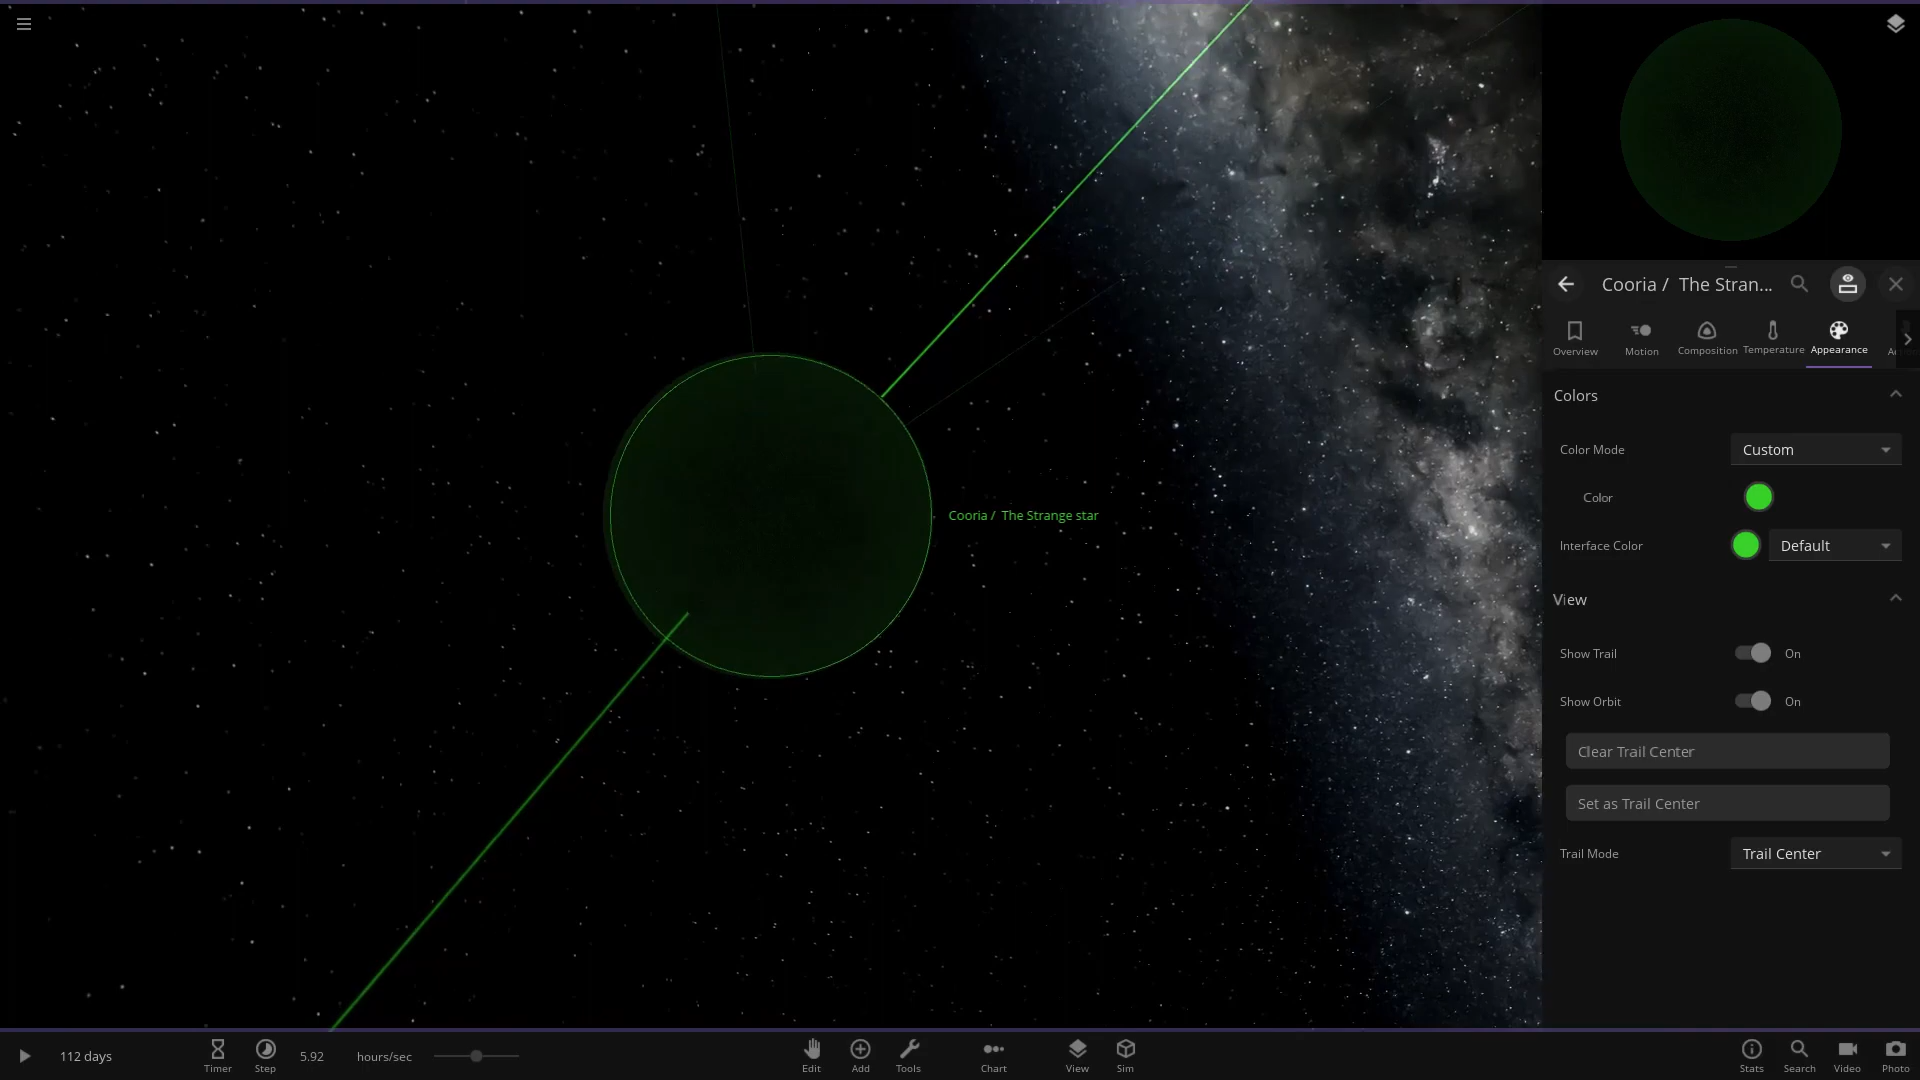 Cooria /  The Stran...
Overview
Motion
Composition
Temperature
Appearance
Colors
Color Mode
Custom
Color
Cooria /  The Strange star
Interface Color
Default
View
Show Trail
On
Show Orbit
On
Clear Trail Center
Set as Trail Center
Trail Mode
Trail Center
112 days
Timer
Step
5.92
hours/sec
Edit
Add
Tools
Chart
View
Sim
Stats
Search
Video
Photo